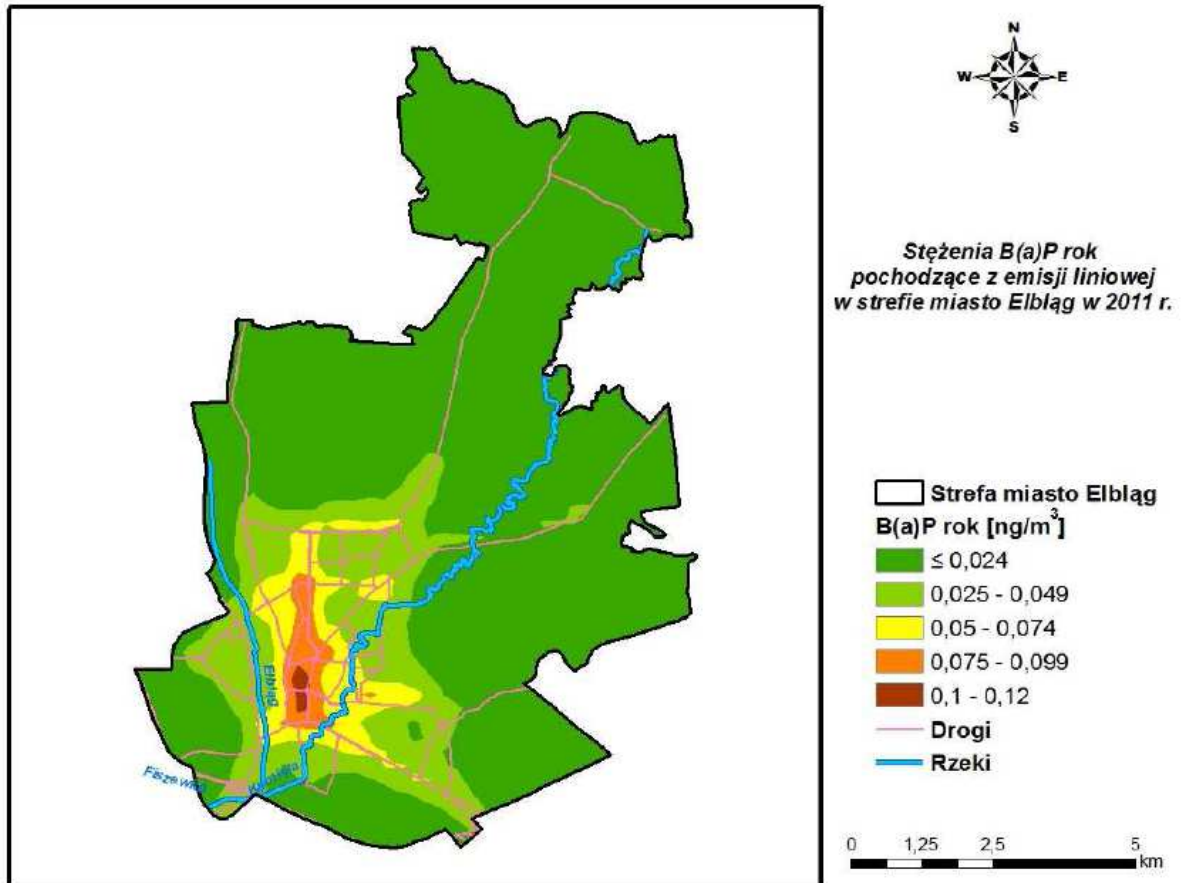 N
W E
S
Stężenia B(a)P rok
pochodzące z emisji liniowej
w strefie miasto Elbląg w 2011 r.
Strefa miasto Elbląg
B(a)P rok [ng/m³]
≤ 0,024
0,025 - 0,049
0,05 - 0,074
0,075 - 0,099
0,1 - 0,12
Drogi
Rzeki
0 1,25 2,5 5
km
Elbląg
Fiszewka